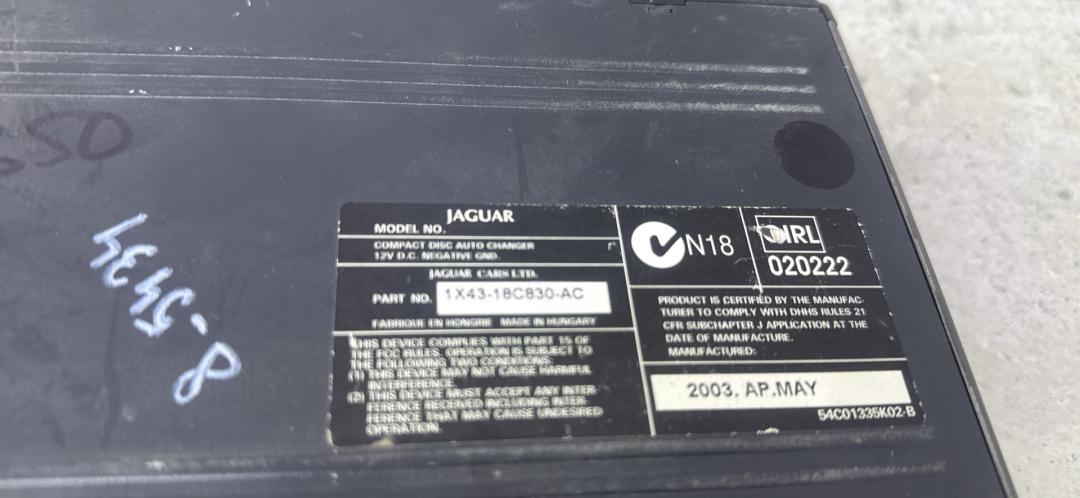 JAGUAR
MODEL NO.
COMPACT DISC AUTO CHANGER
12V D.C. NEGATIVE GND.
JAGUAR CARS LTD.
PART NO. 1X43-18C830-AC
FABRIQUE EN HONGRIE MADE IN HUNGARY
THIS DEVICE COMPLIES WITH PART 15 OF
THE FCC RULES. OPERATION IS SUBJECT TO
THE FOLLOWING TWO CONDITIONS:
(1) THIS DEVICE MAY NOT CAUSE HARMFUL
INTERFERENCE.
(2) THIS DEVICE MUST ACCEPT ANY INTER-
FERENCE RECEIVED INCLUDING INTER-
FERENCE THAT MAY CAUSE UNDESIRED
OPERATION.
N18
IRL
020222
PRODUCT IS CERTIFIED BY THE MANUFAC-
TURER TO COMPLY WITH DHHS RULES 21
CFR SUBCHAPTER J APPLICATION AT THE
DATE OF MANUFACTURE.
MANUFACTURED:
2003. AP.MAY
54C01335K02-B
8-5434